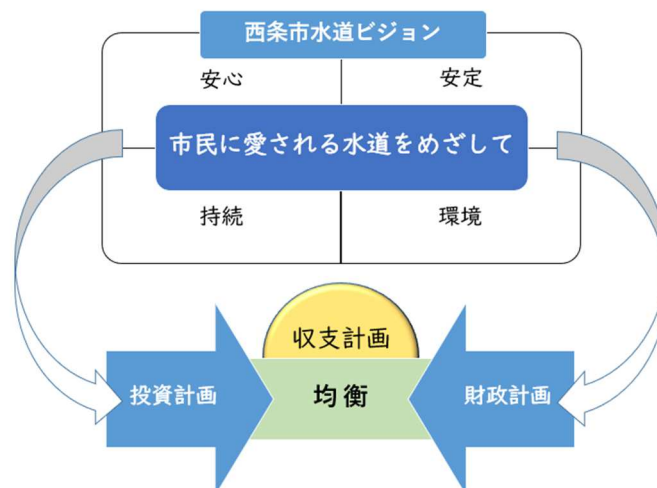 西条市水道ビジョン
安心
安定
市民に愛される水道をめざして
持続
環境
収支計画
投資計画
均衡
財政計画